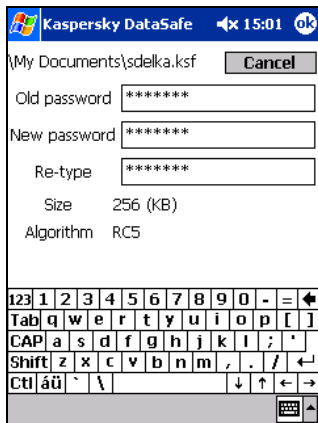 Kaspersky DataSafe 15:01 ok
\My Documents\sdelka.ksf Cancel
Old password *******
New password *******
Re-type *******
Size 256 (KB)
Algorithm RC5
123 1 2 3 4 5 6 7 8 9 0 - =
Tab q w e r t y u i o p [ ]
CAP a s d f g h j k l ; '
Shift z x c v b n m , . /
Ctl áü ` \ ↓ ↑ ← →